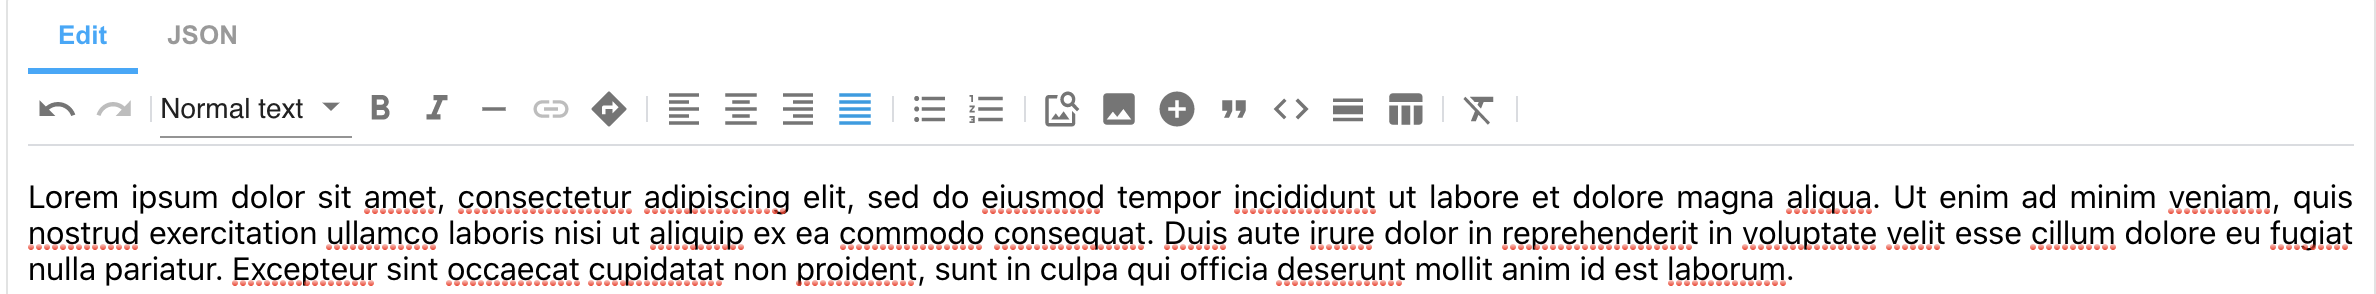 Edit JSON
Normal text
Lorem ipsum dolor sit amet, consectetur adipiscing elit, sed do eiusmod tempor incididunt ut labore et dolore magna aliqua. Ut enim ad minim veniam, quis
nostrud exercitation ullamco laboris nisi ut aliquip ex ea commodo consequat. Duis aute irure dolor in reprehenderit in voluptate velit esse cillum dolore eu fugiat
nulla pariatur. Excepteur sint occaecat cupidatat non proident, sunt in culpa qui officia deserunt mollit anim id est laborum.